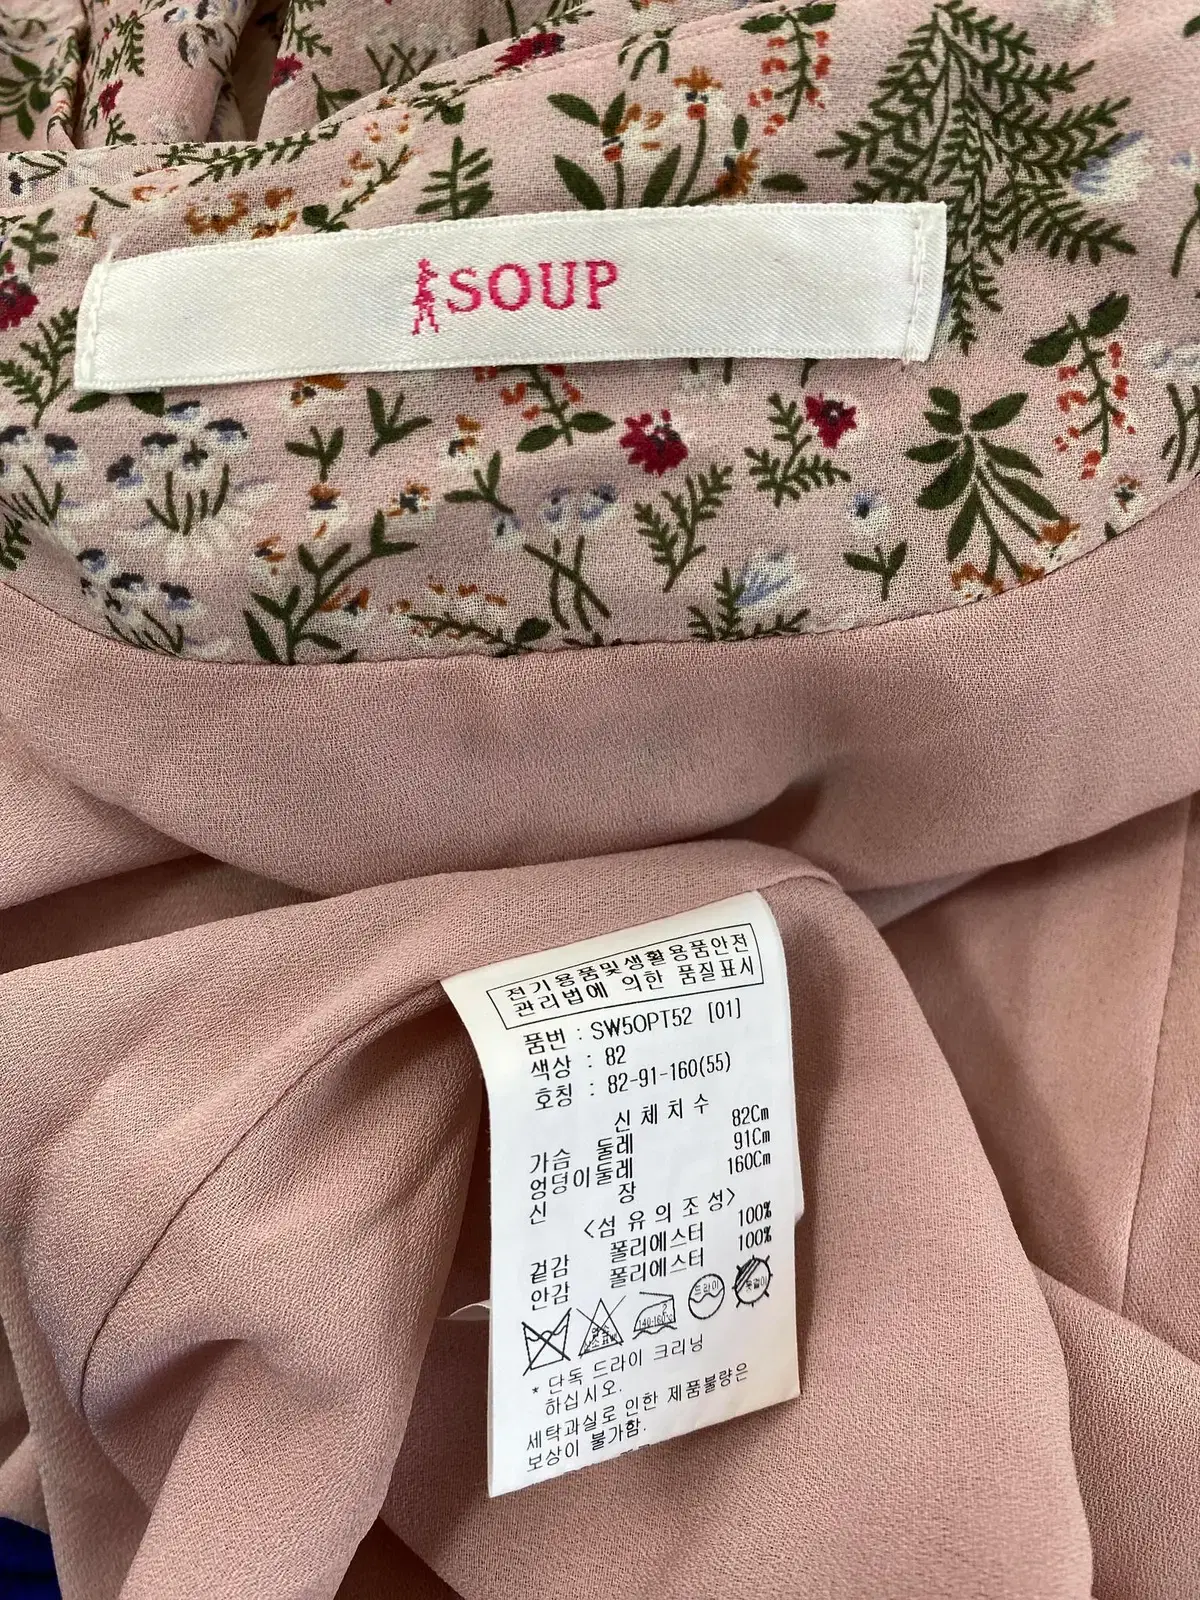 SOUP
전기용품및생활용품안전
관리법에 의한 품질표시
품번 : SW5OPT52 [01]
색상 : 82
호칭 : 82-91-160(55)
신 체 치 수
가슴 둘레 82Cm
엉덩이둘레 91Cm
신 장 160Cm
<섬 유 의 조 성>
겉감 폴리에스터 100%
안감 폴리에스터 100%
140-160℃
드라이
옷걸이
* 단독 드라이 크리닝
하십시오.
세탁과실로 인한 제품불량은
보상이 불가함.